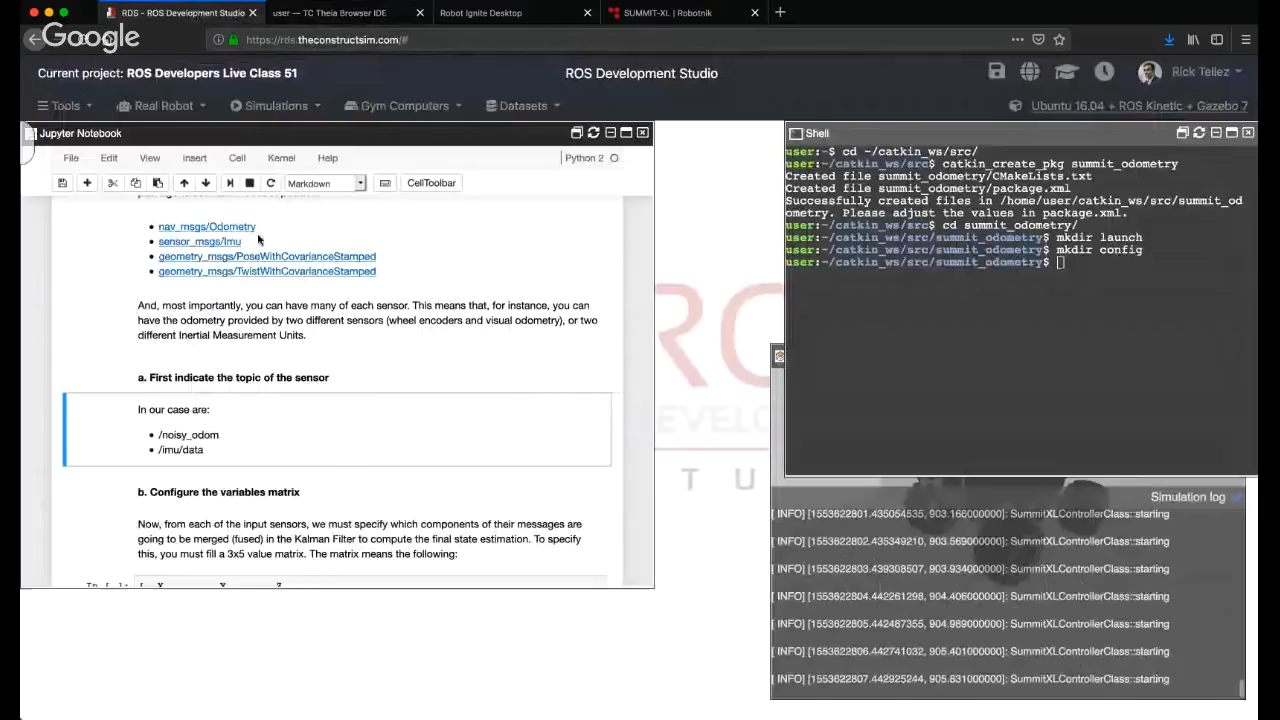 RDS - ROS Development Studio
user — TC Theia Browser IDE
Robot Ignite Desktop
SUMMIT-XL | Robotnik
Google
https://rds.theconstructsim.com/#
Current project: ROS Developers Live Class 51
ROS Development Studio
Rick Tellez
Tools
Real Robot
Simulations
Gym Computers
Datasets
Ubuntu 16.04 + ROS Kinetic + Gazebo 7
Jupyter Notebook
File Edit View Insert Cell Kernel Help
Python 2
Markdown
CellToolbar
nav_msgs/Odometry
sensor_msgs/Imu
geometry_msgs/PoseWithCovarianceStamped
geometry_msgs/TwistWithCovarianceStamped
And, most importantly, you can have many of each sensor. This means that, for instance, you can
have the odometry provided by two different sensors (wheel encoders and visual odometry), or two
different Inertial Measurement Units.
a. First indicate the topic of the sensor
In our case are:
/noisy_odom
/imu/data
b. Configure the variables matrix
Now, from each of the input sensors, we must specify which components of their messages are
going to be merged (fused) in the Kalman Filter to compute the final state estimation. To specify
this, you must fill a 3x5 value matrix. The matrix means the following:
Shell
user:~$ cd ~/catkin_ws/src/
user:~/catkin_ws/src$ catkin_create_pkg summit_odometry
Created file summit_odometry/CMakeLists.txt
Created file summit_odometry/package.xml
Successfully created files in /home/user/catkin_ws/src/summit_od
ometry. Please adjust the values in package.xml.
user:~/catkin_ws/src$ cd summit_odometry/
user:~/catkin_ws/src/summit_odometry$ mkdir launch
user:~/catkin_ws/src/summit_odometry$ mkdir config
user:~/catkin_ws/src/summit_odometry$
Simulation log
[ INFO] [1553622801.435054535, 903.168000000]: SummitXLControllerClass::starting
[ INFO] [1553622802.435349210, 903.569000000]: SummitXLControllerClass::starting
[ INFO] [1553622803.439308507, 903.934000000]: SummitXLControllerClass::starting
[ INFO] [1553622804.442261298, 904.406000000]: SummitXLControllerClass::starting
[ INFO] [1553622805.442487355, 904.989000000]: SummitXLControllerClass::starting
[ INFO] [1553622806.442741032, 905.401000000]: SummitXLControllerClass::starting
[ INFO] [1553622807.442925244, 905.831000000]: SummitXLControllerClass::starting